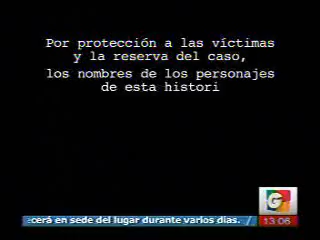 Por protección a las víctimas
y la reserva del caso,
los nombres de los personajes
de esta histori
cerá en sede del lugar durante varios días. /
G
13:06